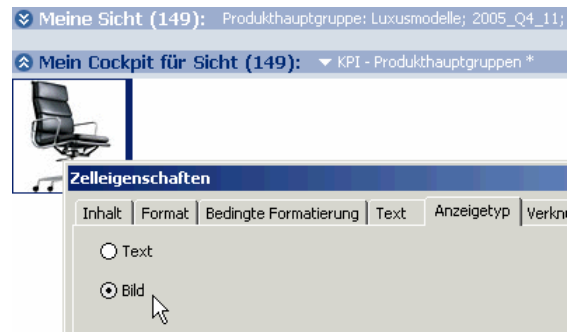 Meine Sicht (149): Produkthauptgruppe: Luxusmodelle; 2005_Q4_11;
Mein Cockpit für Sicht (149): KPI - Produkthauptgruppen *
Zelleigenschaften
Inhalt Format Bedingte Formatierung Text Anzeigetyp
Text
Bild